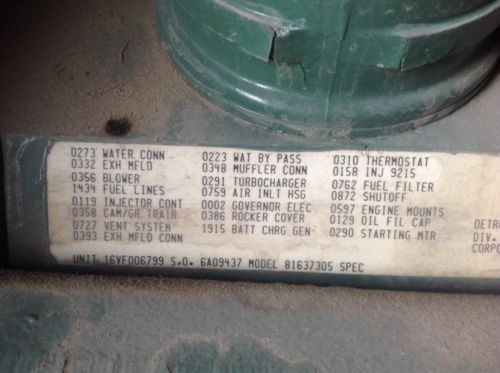 0273 WATER CONN 0223 WAT BY PASS 0310 THERMOSTAT
0332 EXH MFLD 0348 MUFFLER CONN 0158 INJ 9215
0356 BLOWER 0291 TURBOCHARGER 0762 FUEL FILTER
1434 FUEL LINES 0759 AIR INLT HSG 0872 SHUTOFF
0119 INJECTOR CONT 0002 GOVERNOR ELEC 0597 ENGINE MOUNTS
0358 CAM/GR TRAIN 0386 ROCKER COVER 0129 OIL FIL CAP
0727 VENT SYSTEM 1915 BATT CHRG GEN 0290 STARTING MTR
0393 EXH MFLD CONN
UNIT 16VF006799 S.O. 6A09437 MODEL 81637305 SPEC
DETRO
DIV.
CORPO